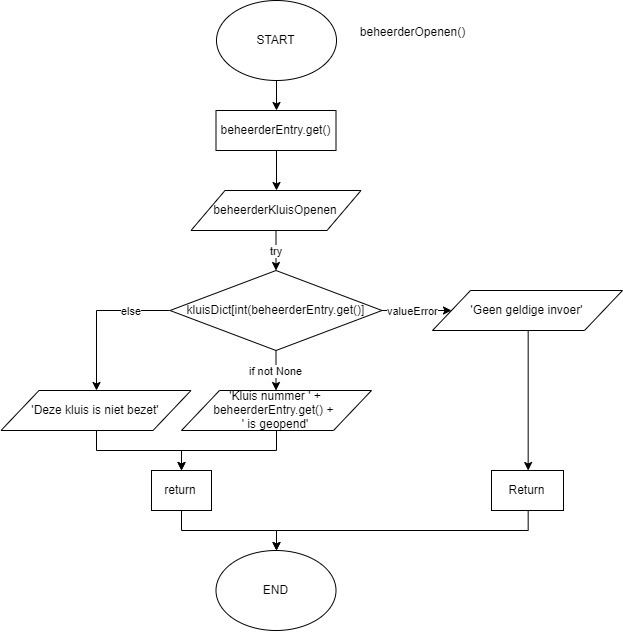 START
beheerderOpenen()
beheerderEntry.get()
beheerderKluisOpenen
try
kluisDict[int(beheerderEntry.get()]
else
valueError
'Geen geldige invoer'
if not None
'Deze kluis is niet bezet'
'Kluis nummer ' +
beheerderEntry.get() +
' is geopend'
return
Return
END